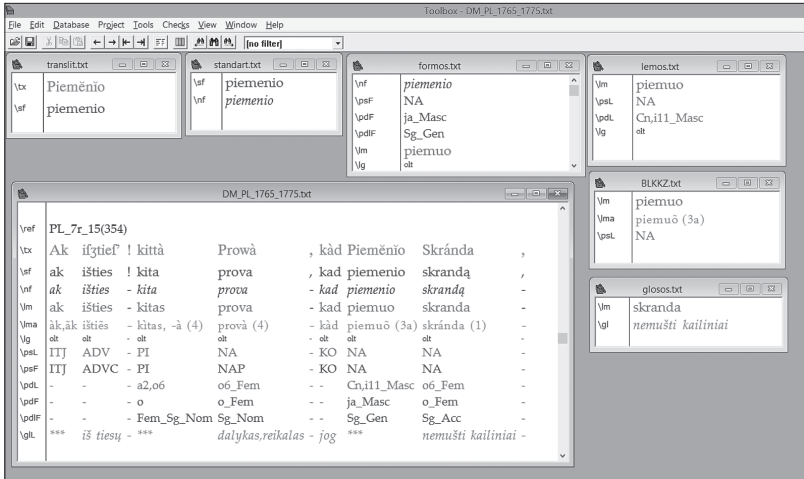 Toolbox - DM_PL_1765_1775.txt
File Edit Database Project Tools Checks View Window Help
[no filter]
translit.txt
\tx Piemĕnĭo
\sf piemenio
standart.txt
\sf piemenio
\nf piemenio
formos.txt
\nf piemenio
\psF NA
\pdF ja_Masc
\pdlF Sg_Gen
\lm piemuo
\lg olt
lemos.txt
\lm piemuo
\psL NA
\pdL Cn,i11_Masc
\lg olt
BLKKZ.txt
\lm piemuo
\lma piemuõ (3a)
\psL NA
glosos.txt
\lm skranda
\gl nemušti kailiniai
DM_PL_1765_1775.txt
\ref PL_7r_15(354)
\tx Ak iſʒtief' ! kittà Prowà , kàd Piemĕnĭo Skránda ,
\sf ak išties ! kita prova , kad piemenio skrandą ,
\nf ak išties - kita prova - kad piemenio skrandą -
\lm ak išties - kitas prova - kad piemuo skranda -
\lma àk,ãk ištiẽs - kìtas, -à (4) provà (4) - kàd piemuõ (3a) skránda (1) -
\lg olt olt - olt olt - olt olt olt -
\psL ITJ ADV - PI NA - KO NA NA -
\psF ITJ ADVC - PI NAP - KO NA NA -
\pdL - - - a2,o6 o6_Fem - - Cn,i11_Masc o6_Fem -
\pdF - - - o o_Fem - - ja_Masc o_Fem -
\pdlF - - - Fem_Sg_Nom Sg_Nom - - Sg_Gen Sg_Acc -
\glL *** iš tiesų - *** dalykas,reikalas - jog *** nemušti kailiniai -